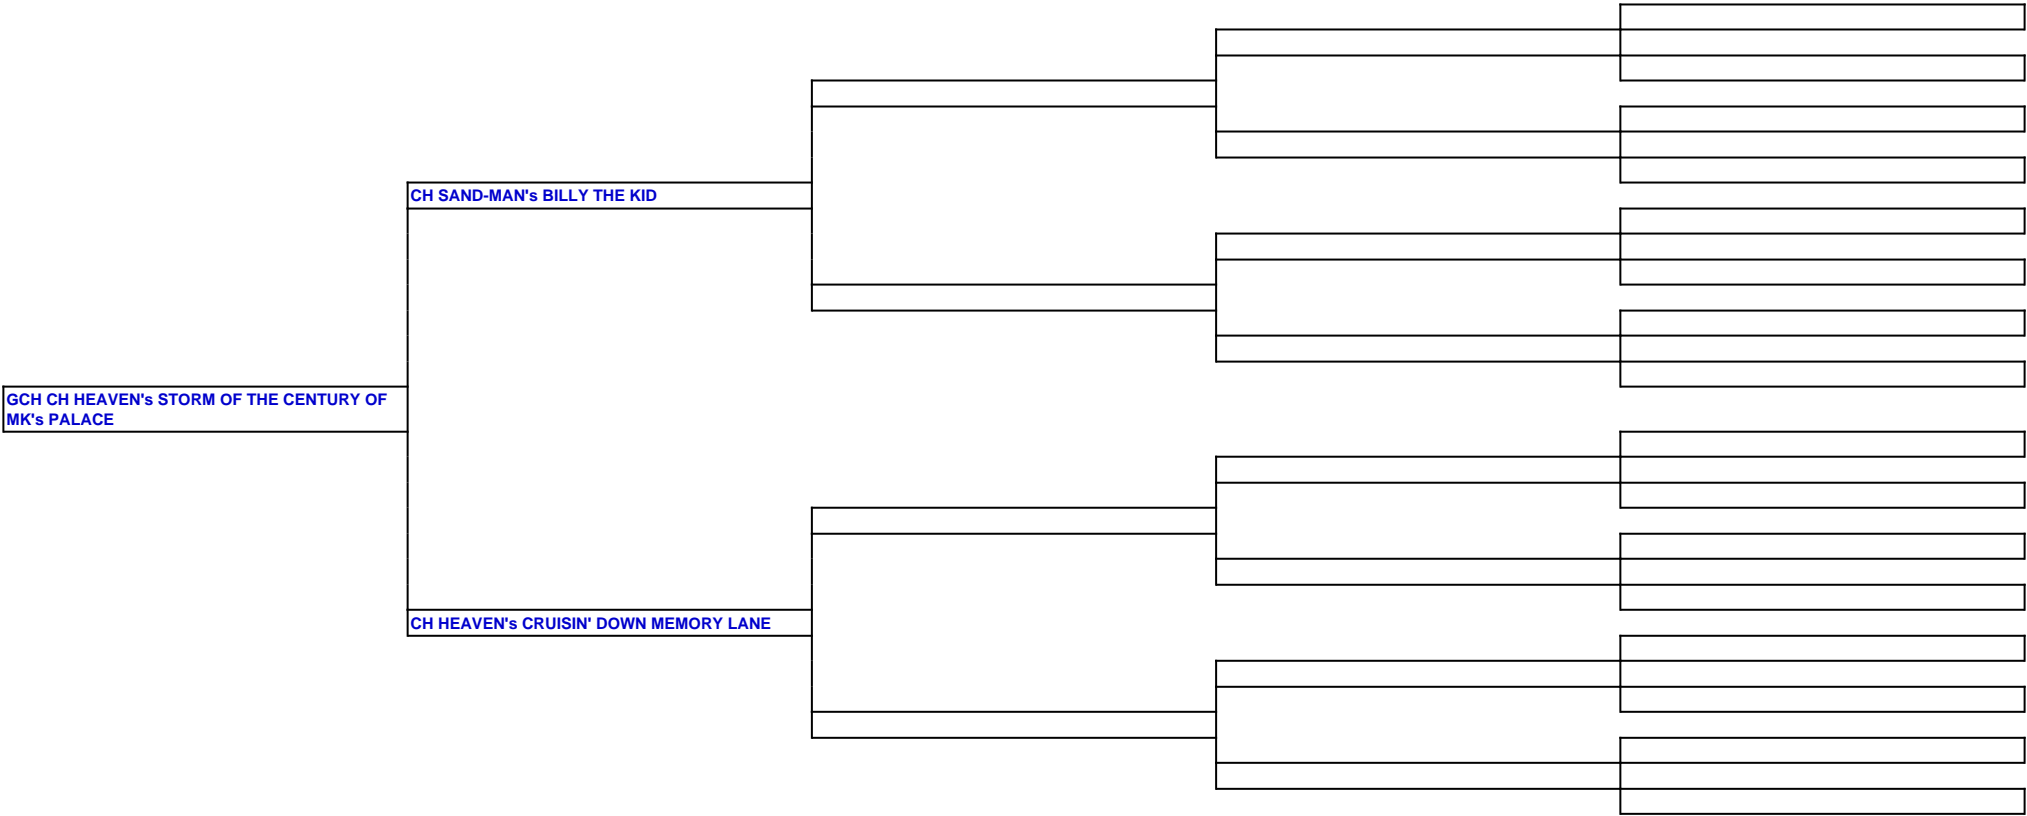 CH SAND-MAN's BILLY THE KID
GCH CH HEAVEN's STORM OF THE CENTURY OF
MK's PALACE
CH HEAVEN's CRUISIN' DOWN MEMORY LANE